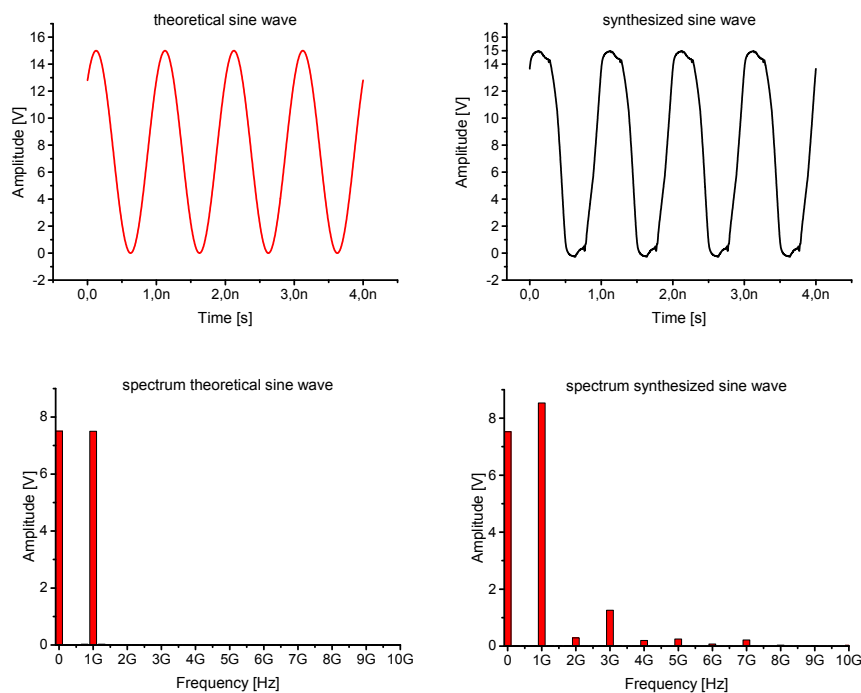 theoretical sine wave
16
14
12
10
8
6
4
2
0
-2
Amplitude [V]
0,0 1,0n 2,0n 3,0n 4,0n
Time [s]
synthesized sine wave
16
15
14
12
10
8
6
4
2
0
-2
Amplitude [V]
0,0 1,0n 2,0n 3,0n 4,0n
Time [s]
spectrum theoretical sine wave
8
6
4
2
0
Amplitude [V]
0 1G 2G 3G 4G 5G 6G 7G 8G 9G 10G
Frequency [Hz]
spectrum synthesized sine wave
8
6
4
2
0
Amplitude [V]
0 1G 2G 3G 4G 5G 6G 7G 8G 9G 10G
Frequency [Hz]